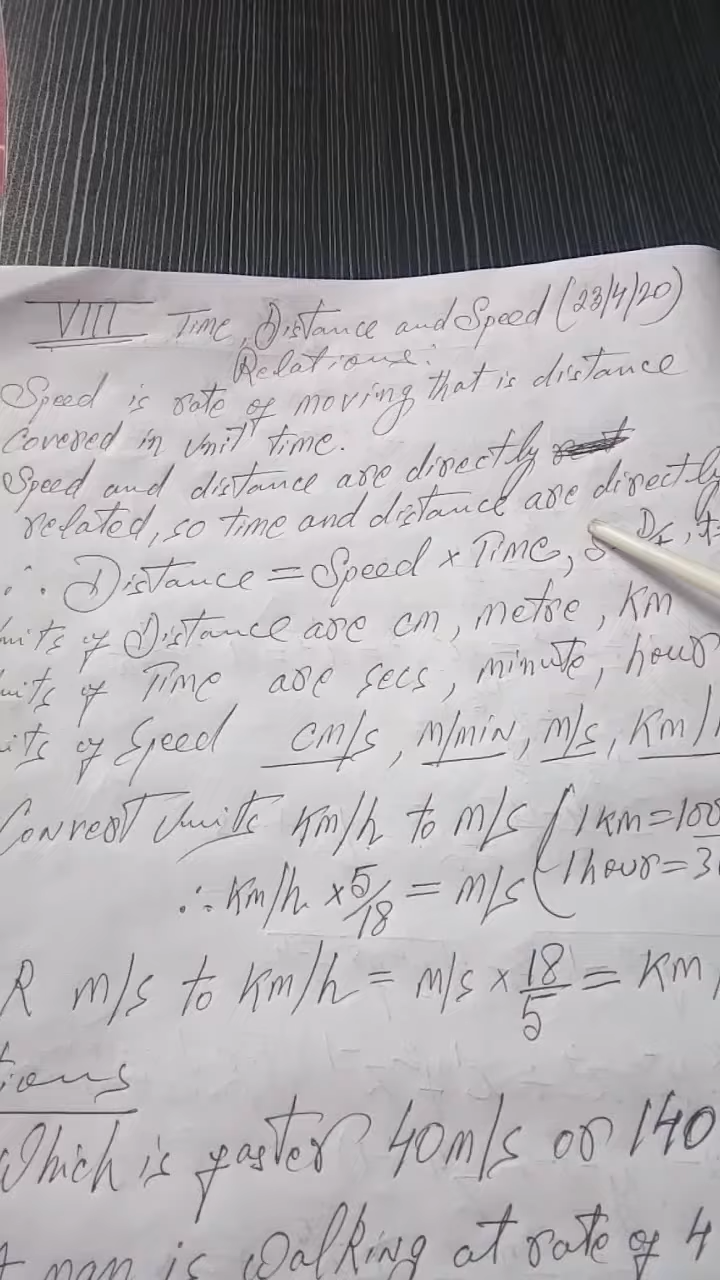 VIII. Time, Distance and Speed (23/4/20)
Relations:
Speed is rate of moving that is distance
covered in unit time.
Speed and distance are directly
related, so time and distance are directly
∴ Distance = Speed × Time, S D/t, t=
of Distance are cm, metre, Km
of Time are secs, minute, hour
of Speed cm/s, m/min, m/s, Km/h
Convert Units Km/h to m/s (1 km = 100
∴ Km/h × 5/18 = m/s (1 hour = 3
R m/s to Km/h = m/s × 18/5 = Km/
Which is faster 40 m/s or 140
man is walking at rate of 4